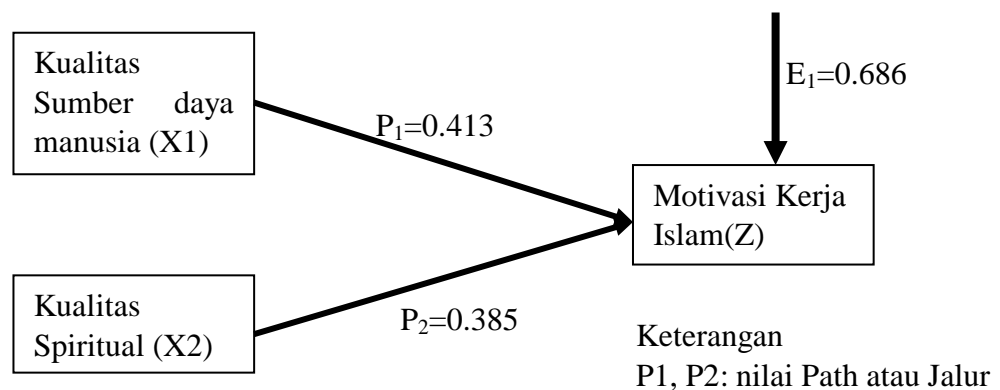 Kualitas
Sumber daya
manusia (X1)
P1=0.413
E1=0.686
Motivasi Kerja
Islam(Z)
Kualitas
Spiritual (X2)
P2=0.385
Keterangan
P1, P2: nilai Path atau Jalur